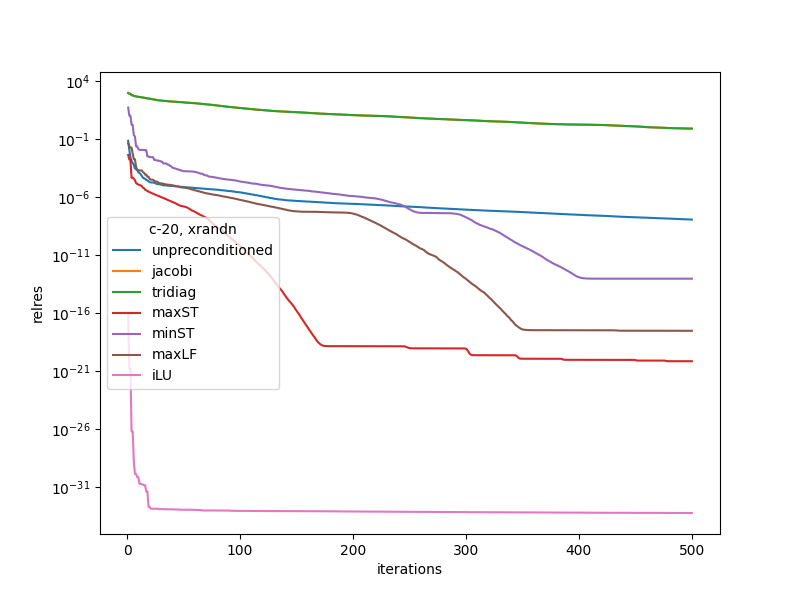 10^4
10^-1
10^-6
10^-11
10^-16
10^-21
10^-26
10^-31
relres
c-20, xrandn
unpreconditioned
jacobi
tridiag
maxST
minST
maxLF
iLU
0 100 200 300 400 500
iterations